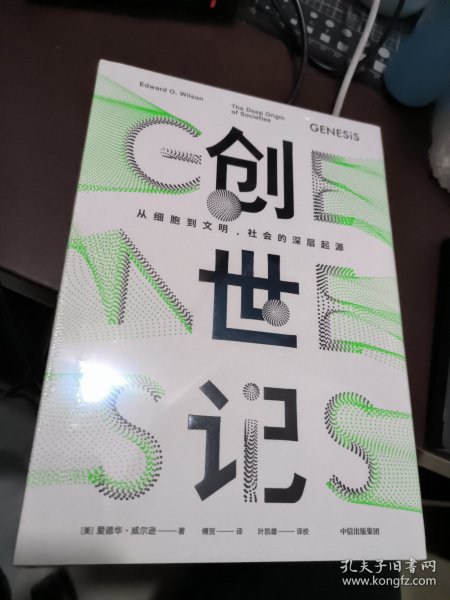 Edward O. Wilson
The Deep Origin
of Societies
GENESiS
GENESIS
创世记
从细胞到文明，社会的深层起源
[美] 爱德华·威尔逊——著
傅贺——译
叶凯雄——译校
中信出版集团
孔夫子旧书网
www.kongfz.com